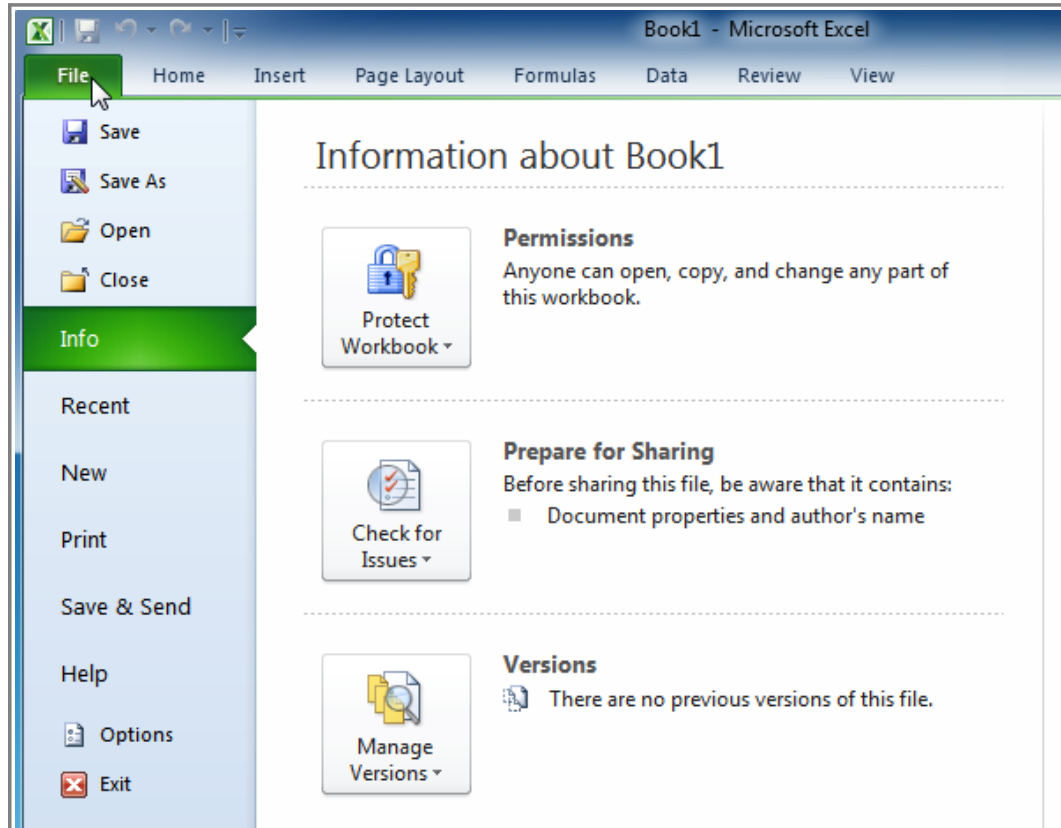 Book1 - Microsoft Excel
File Home Insert Page Layout Formulas Data Review View
Save
Save As
Open
Close
Info
Recent
New
Print
Save & Send
Help
Options
Exit
Information about Book1
Protect
Workbook
Permissions
Anyone can open, copy, and change any part of
this workbook.
Check for
Issues
Prepare for Sharing
Before sharing this file, be aware that it contains:
Document properties and author's name
Manage
Versions
Versions
There are no previous versions of this file.